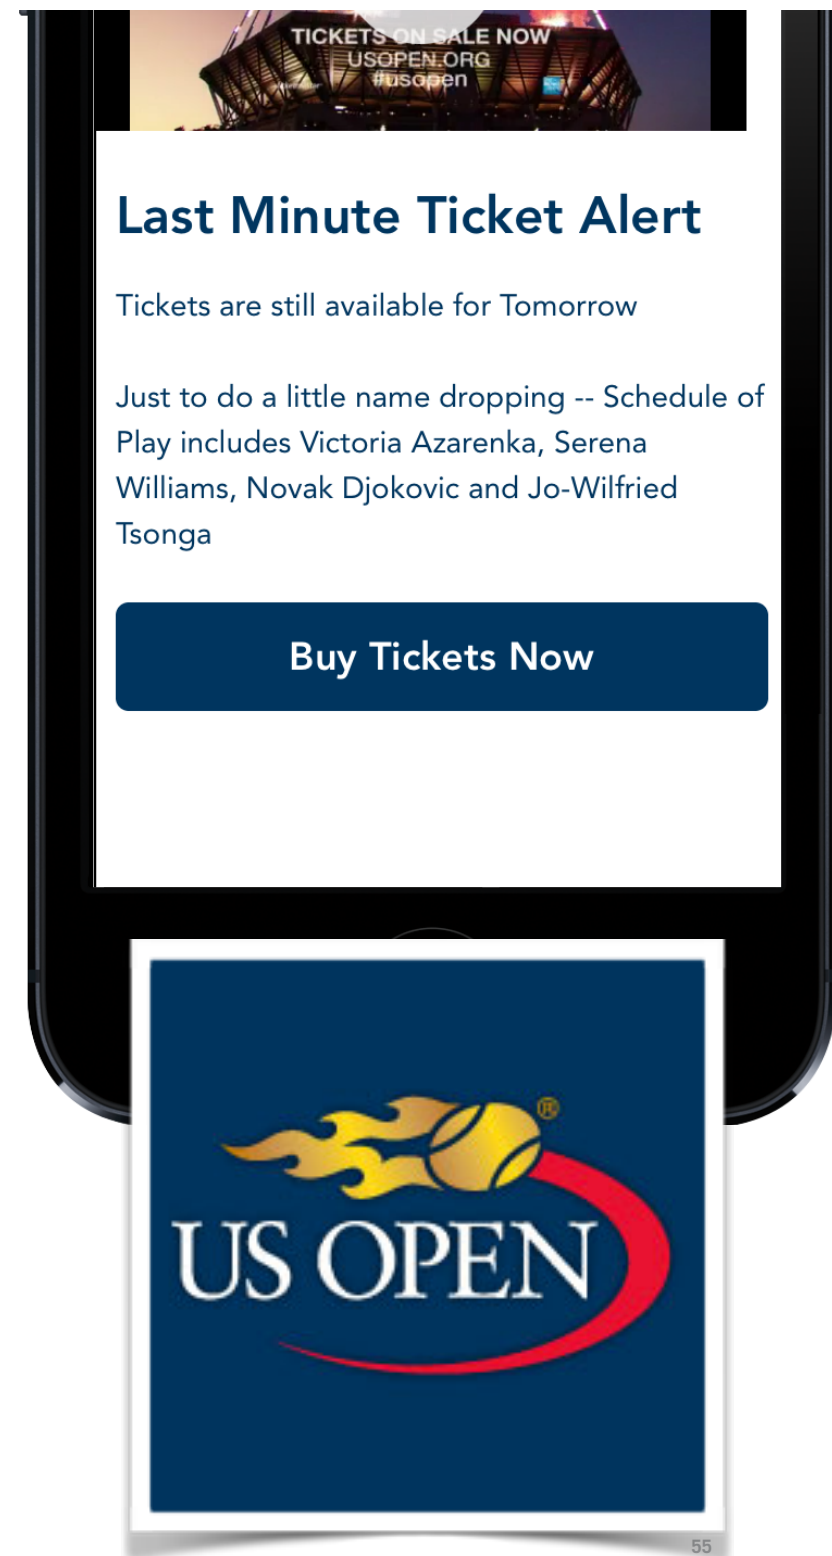 TICKETS ON SALE NOW
USOPEN.ORG
#usopen
Last Minute Ticket Alert
Tickets are still available for Tomorrow
Just to do a little name dropping -- Schedule of
Play includes Victoria Azarenka, Serena
Williams, Novak Djokovic and Jo-Wilfried
Tsonga
Buy Tickets Now
®
US OPEN
55